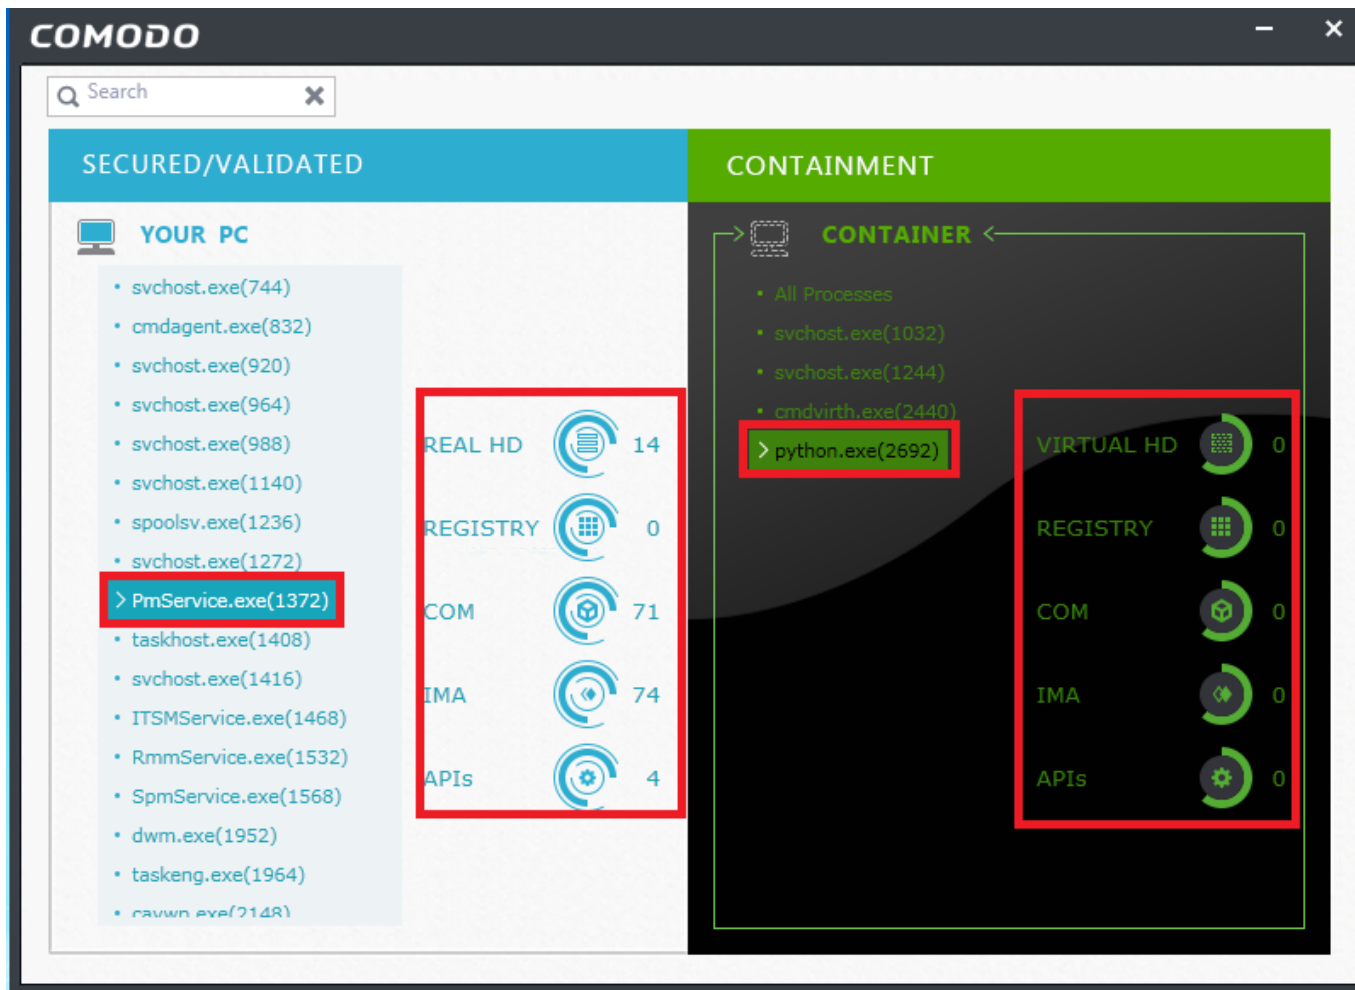 COMODO
Search
SECURED/VALIDATED
YOUR PC
svchost.exe(744)
cmdagent.exe(832)
svchost.exe(920)
svchost.exe(964)
svchost.exe(988)
svchost.exe(1140)
spoolsv.exe(1236)
svchost.exe(1272)
PmService.exe(1372)
taskhost.exe(1408)
svchost.exe(1416)
ITSMService.exe(1468)
RmmService.exe(1532)
SpmService.exe(1568)
dwm.exe(1952)
taskeng.exe(1964)
cavwp.exe(2148)
REAL HD 14
REGISTRY 0
COM 71
IMA 74
APIs 4
CONTAINMENT
CONTAINER
All Processes
svchost.exe(1032)
svchost.exe(1244)
cmdvirth.exe(2440)
python.exe(2692)
VIRTUAL HD 0
REGISTRY 0
COM 0
IMA 0
APIs 0